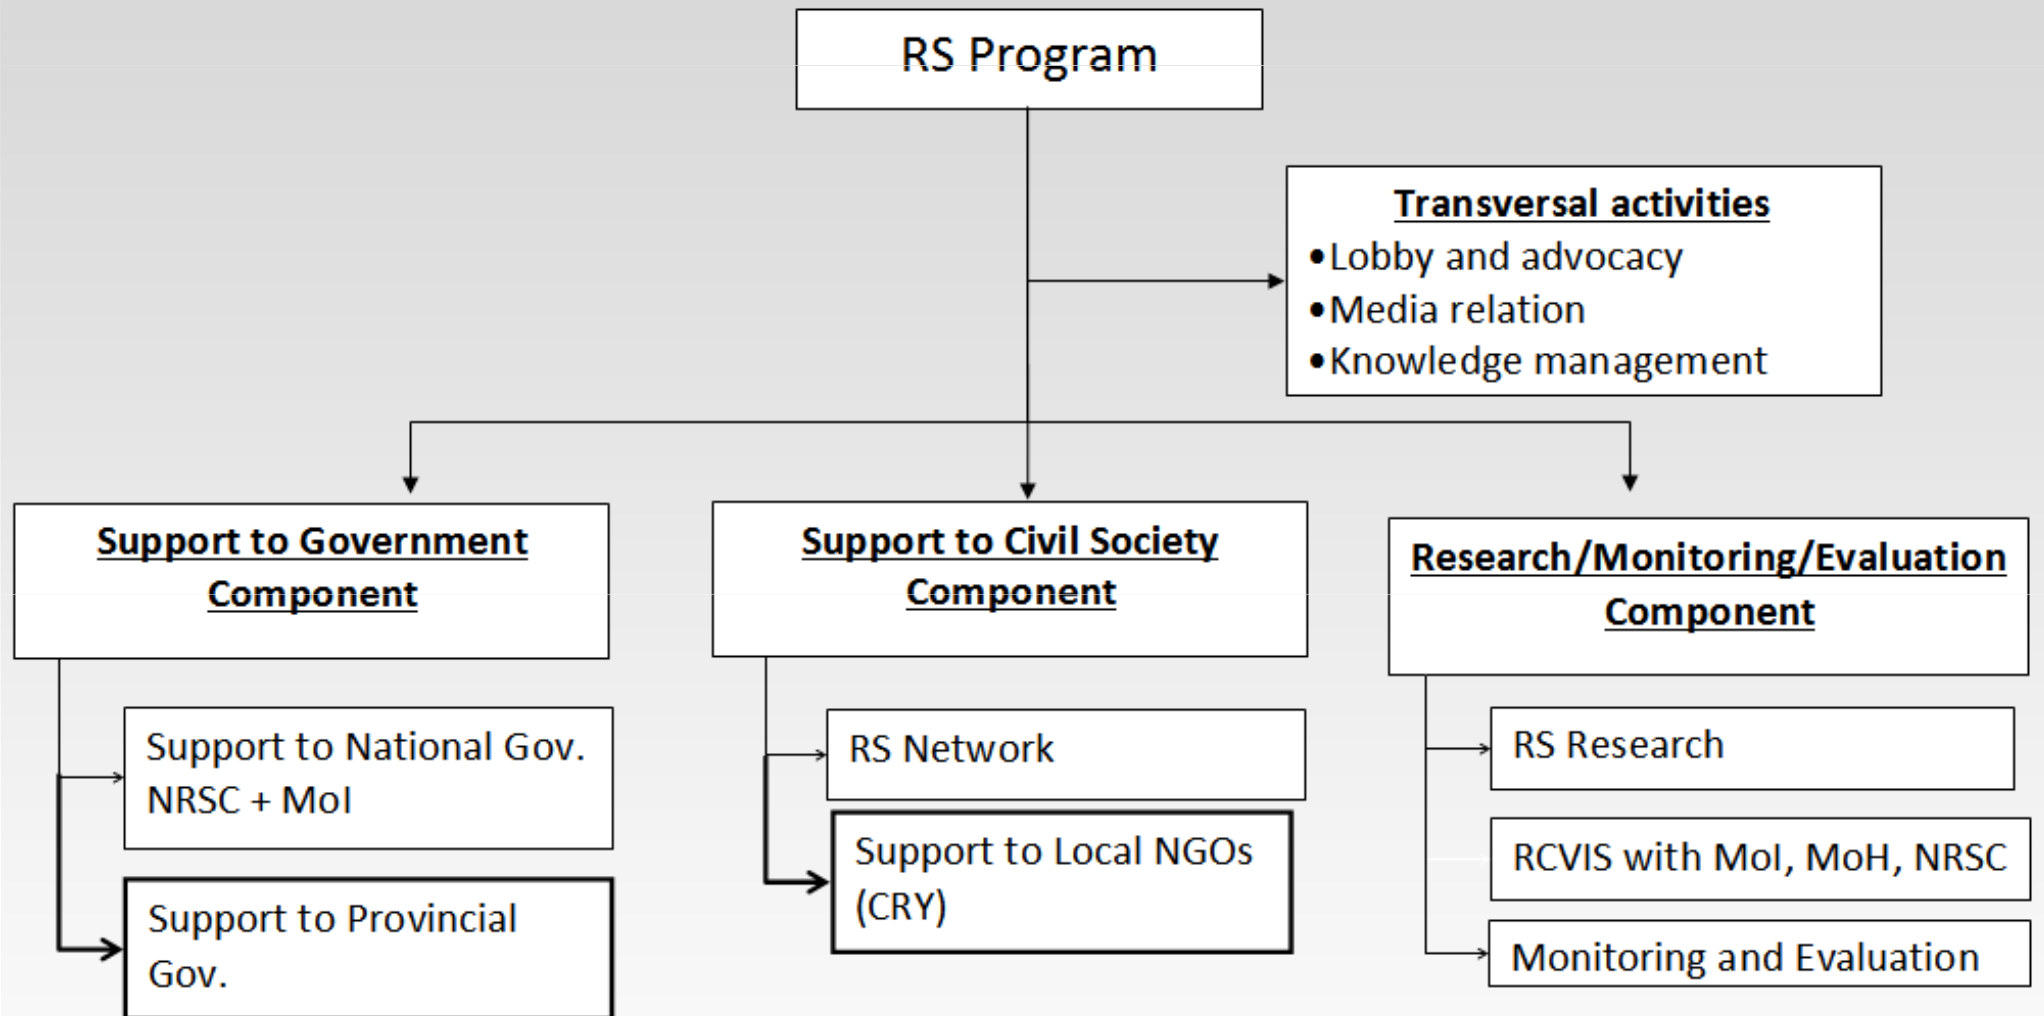 RS Program
Transversal activities
•Lobby and advocacy
•Media relation
•Knowledge management
Support to Government
Component
Support to National Gov.
NRSC + MoI
Support to Provincial
Gov.
Support to Civil Society
Component
RS Network
Support to Local NGOs
(CRY)
Research/Monitoring/Evaluation
Component
RS Research
RCVIS with MoI, MoH, NRSC
Monitoring and Evaluation